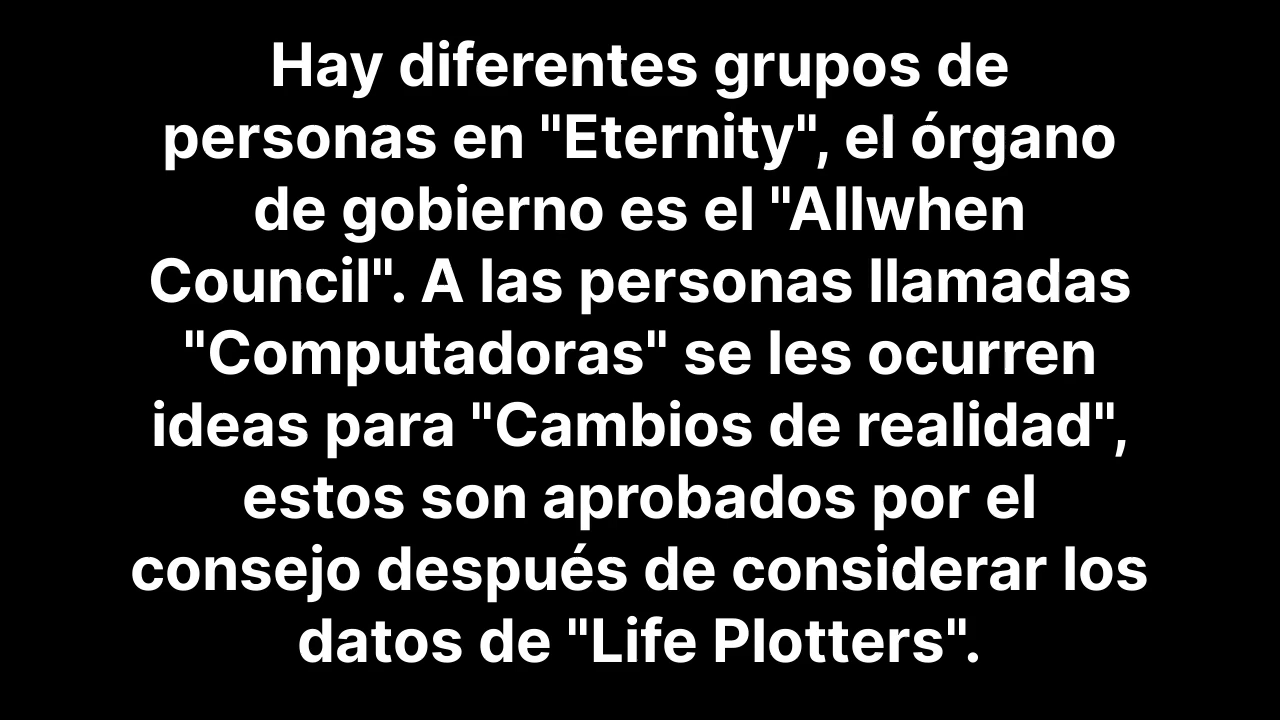 Hay diferentes grupos de
personas en "Eternity", el órgano
de gobierno es el "Allwhen
Council". A las personas llamadas
"Computadoras" se les ocurren
ideas para "Cambios de realidad",
estos son aprobados por el
consejo después de considerar los
datos de "Life Plotters".